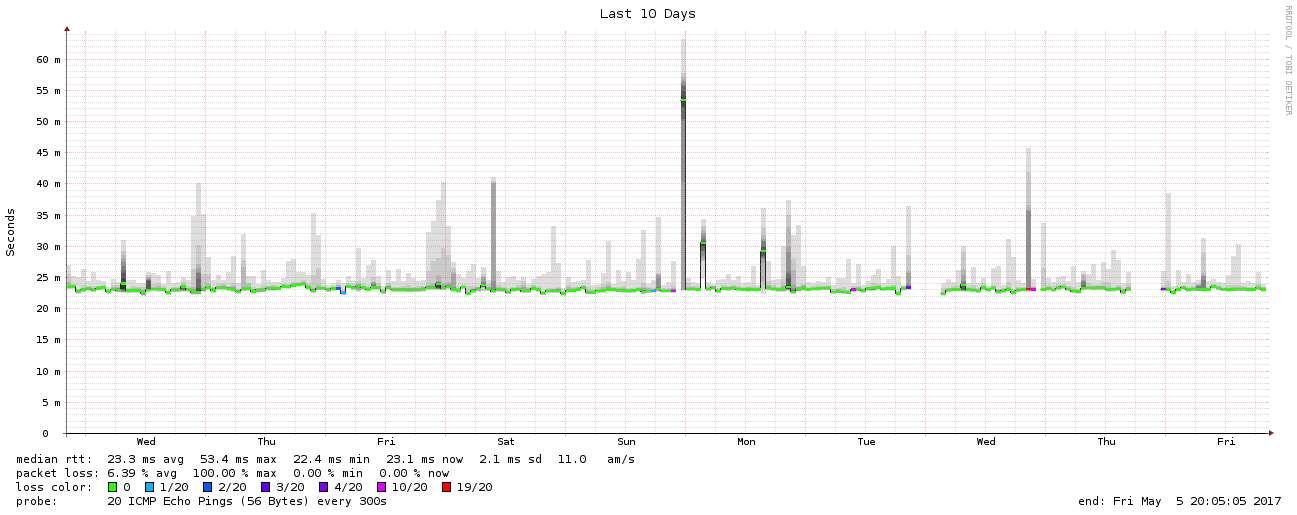 Last 10 Days
RRDTOOL / TOBI OETIKER
Seconds
60 m
55 m
50 m
45 m
40 m
35 m
30 m
25 m
20 m
15 m
10 m
5 m
0
Wed Thu Fri Sat Sun Mon Tue Wed Thu Fri
median rtt: 23.3 ms avg 53.4 ms max 22.4 ms min 23.1 ms now 2.1 ms sd 11.0 am/s
packet loss: 6.39 % avg 100.00 % max 0.00 % min 0.00 % now
loss color: 0 1/20 2/20 3/20 4/20 10/20 19/20
probe: 20 ICMP Echo Pings (56 Bytes) every 300s end: Fri May 5 20:05:05 2017